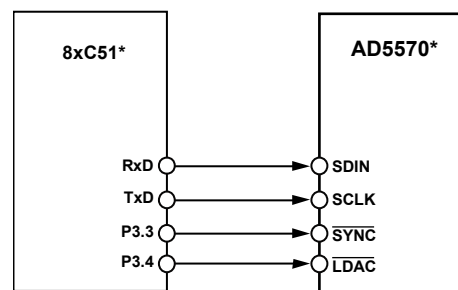 8xC51*
AD5570*
RxD
SDIN
TxD
SCLK
P3.3
SYNC
P3.4
LDAC